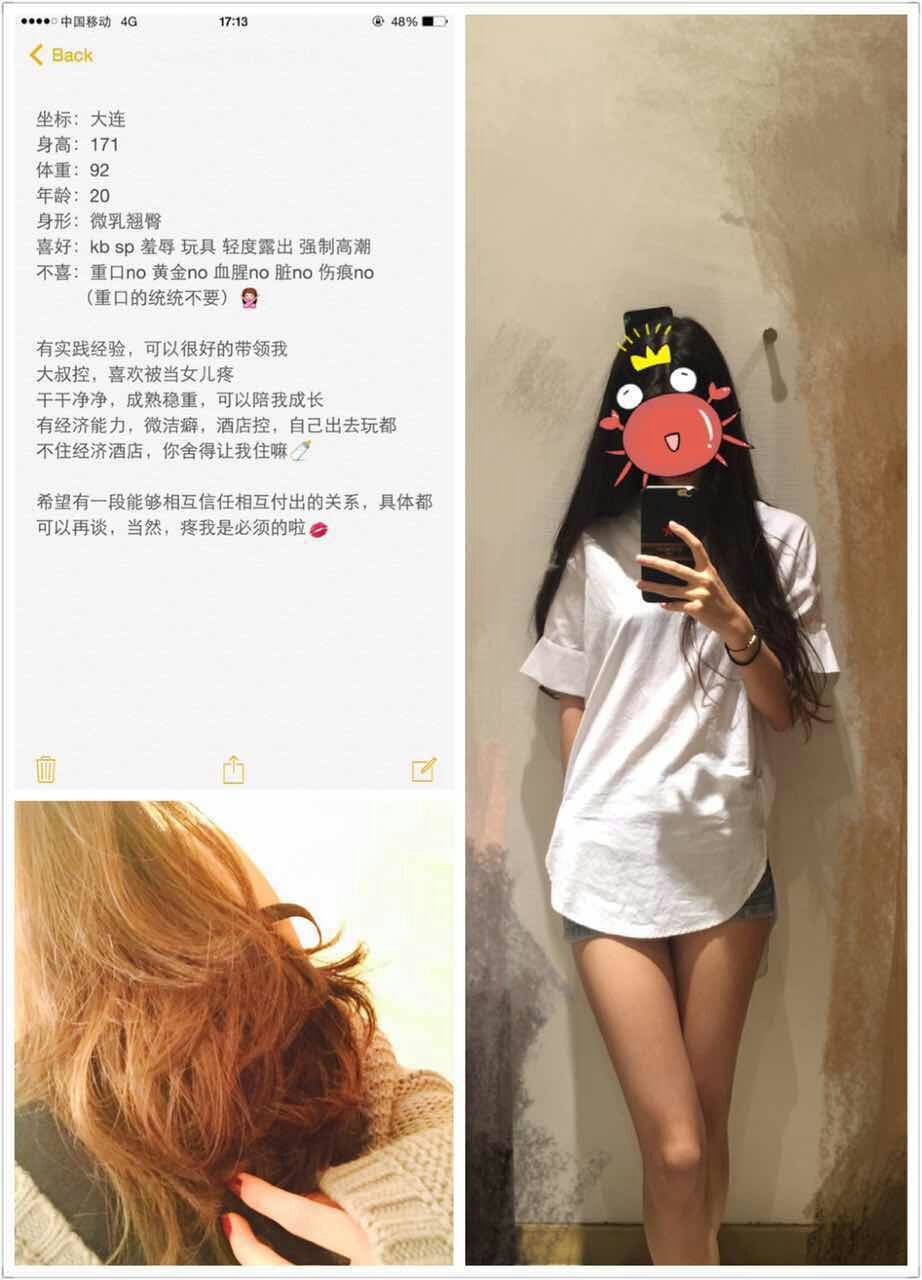 中国移动 4G 17:13 48%
Back
坐标：大连
身高：171
体重：92
年龄：20
身形：微乳翘臀
喜好：kb sp 羞辱 玩具 轻度露出 强制高潮
不喜：重口no 黄金no 血腥no 脏no 伤痕no
（重口的统统不要）🙅
有实践经验，可以很好的带领我
大叔控，喜欢被当女儿疼
干干净净，成熟稳重，可以陪我成长
有经济能力，微洁癖，酒店控，自己出去玩都
不住经济酒店，你舍得让我住嘛🍼
希望有一段能够相互信任相互付出的关系，具体都
可以再谈，当然，疼我是必须的啦💋